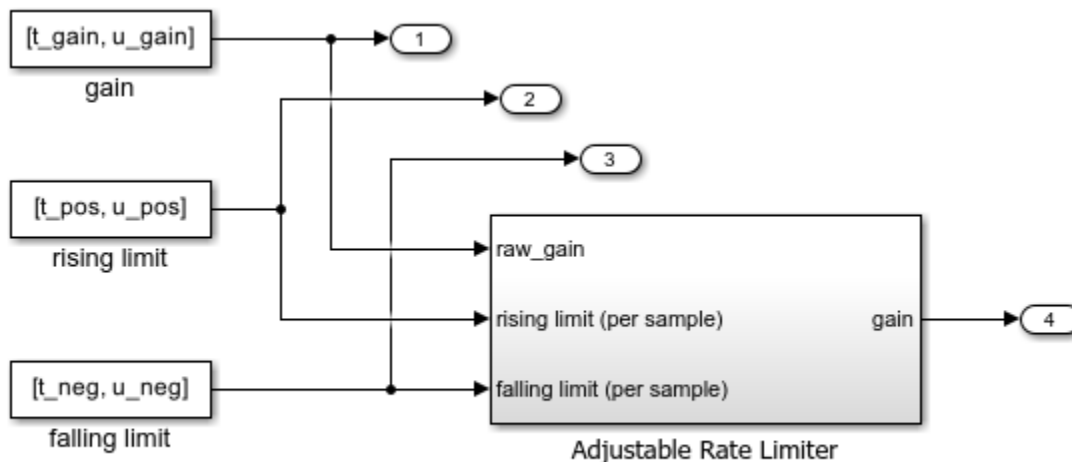 [t_gain, u_gain]
1
gain
2
3
[t_pos, u_pos]
rising limit
raw_gain
rising limit (per sample)
gain
4
[t_neg, u_neg]
falling limit (per sample)
falling limit
Adjustable Rate Limiter